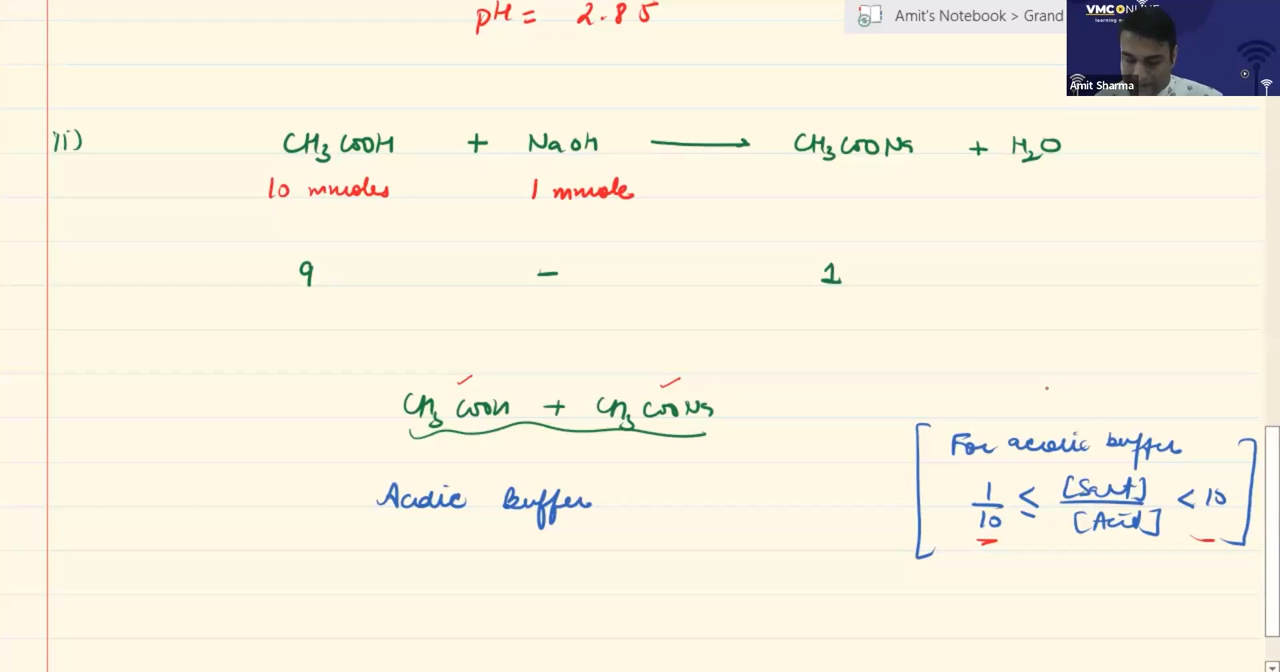 pH = 2.85
Amit's Notebook > Grand
VMC ONLINE
Amit Sharma
ii) CH₃COOH + NaOH ⟶ CH₃COONa + H₂O
10 mmoles 1 mmole
9 – 1
CH₃COOH + CH₃COONa
For acidic buffer
Acidic Buffer
1/10 ≤ [Salt]/[Acid] < 10